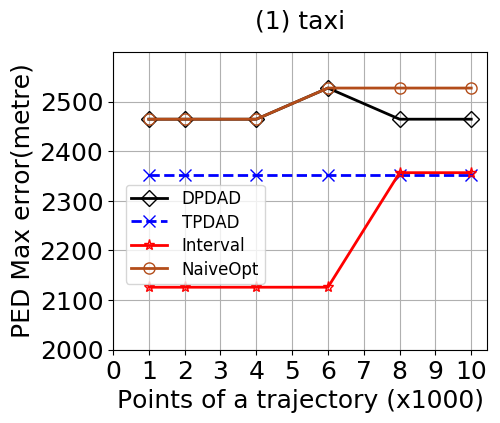 (1) taxi
PED Max error(metre)
2500
2400
2300
2200
2100
2000
DPDAD
TPDAD
Interval
NaiveOpt
0 1 2 3 4 5 6 7 8 9 10
Points of a trajectory (x1000)